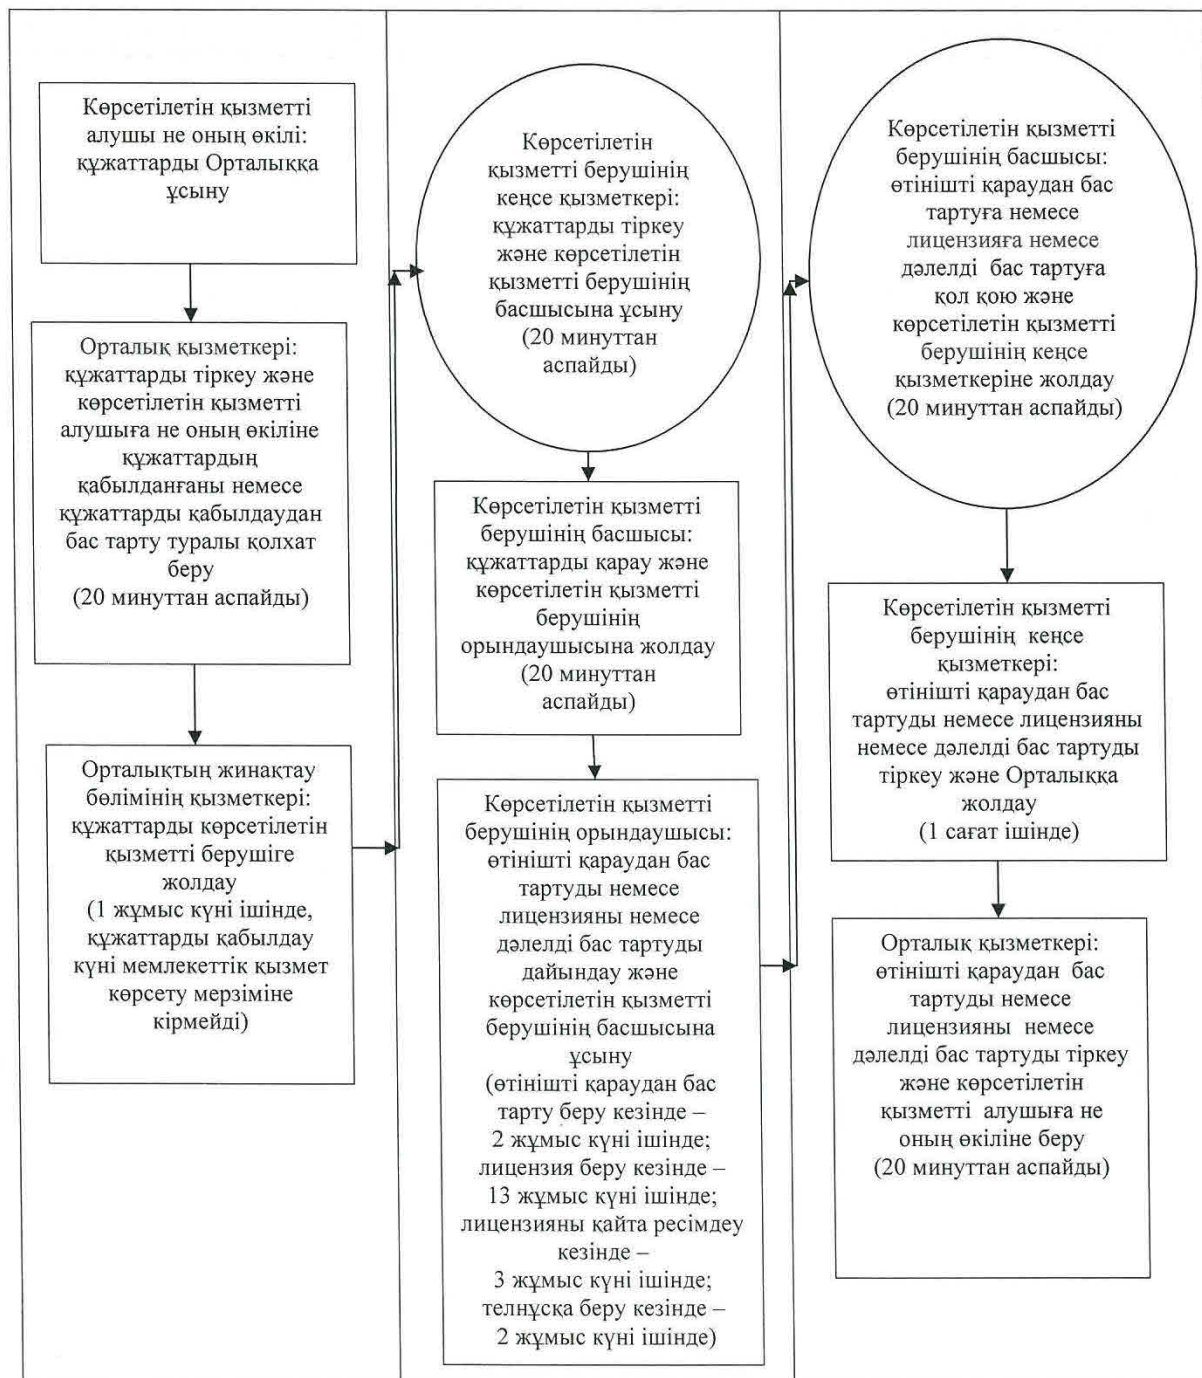 Көрсетілетін қызметті
алушы не оның өкілі:
құжаттарды Орталыққа
ұсыну
Орталық қызметкері:
құжаттарды тіркеу және
көрсетілетін қызметті
алушыға не оның өкіліне
құжаттардың
қабылданғаны немесе
құжаттарды қабылдаудан
бас тарту туралы қолхат
беру
(20 минуттан аспайды)
Орталықтың жинақтау
бөлімінің қызметкері:
құжаттарды көрсетілетін
қызметті берушіге
жолдау
(1 жұмыс күні ішінде,
құжаттарды қабылдау
күні мемлекеттік қызмет
көрсету мерзіміне
кірмейді)
Көрсетілетін
қызметті берушінің
кеңсе қызметкері:
құжаттарды тіркеу
және көрсетілетін
қызметті берушінің
басшысына ұсыну
(20 минуттан
аспайды)
Көрсетілетін қызметті
берушінің басшысы:
құжаттарды қарау және
көрсетілетін қызметті
берушінің
орындаушысына жолдау
(20 минуттан
аспайды)
Көрсетілетін қызметті
берушінің орындаушысы:
өтінішті қараудан бас
тартуды немесе
лицензияны немесе
дәлелді бас тартуды
дайындау және
көрсетілетін қызметті
берушінің басшысына
ұсыну
(өтінішті қараудан бас
тарту беру кезінде –
2 жұмыс күні ішінде;
лицензия беру кезінде –
13 жұмыс күні ішінде;
лицензияны қайта ресімдеу
кезінде –
3 жұмыс күні ішінде;
телнұсқа беру кезінде –
2 жұмыс күні ішінде)
Көрсетілетін қызметті
берушінің басшысы:
өтінішті қараудан бас
тартуға немесе
лицензияға немесе
дәлелді бас тартуға
қол қою және
көрсетілетін қызметті
берушінің кеңсе
қызметкеріне жолдау
(20 минуттан аспайды)
Көрсетілетін қызметті
берушінің кеңсе
қызметкері:
өтінішті қараудан бас
тартуды немесе лицензияны
немесе дәлелді бас тартуды
тіркеу және Орталыққа
жолдау
(1 сағат ішінде)
Орталық қызметкері:
өтінішті қараудан бас
тартуды немесе
лицензияны немесе
дәлелді бас тартуды тіркеу
және көрсетілетін
қызметті алушыға не
оның өкіліне беру
(20 минуттан аспайды)